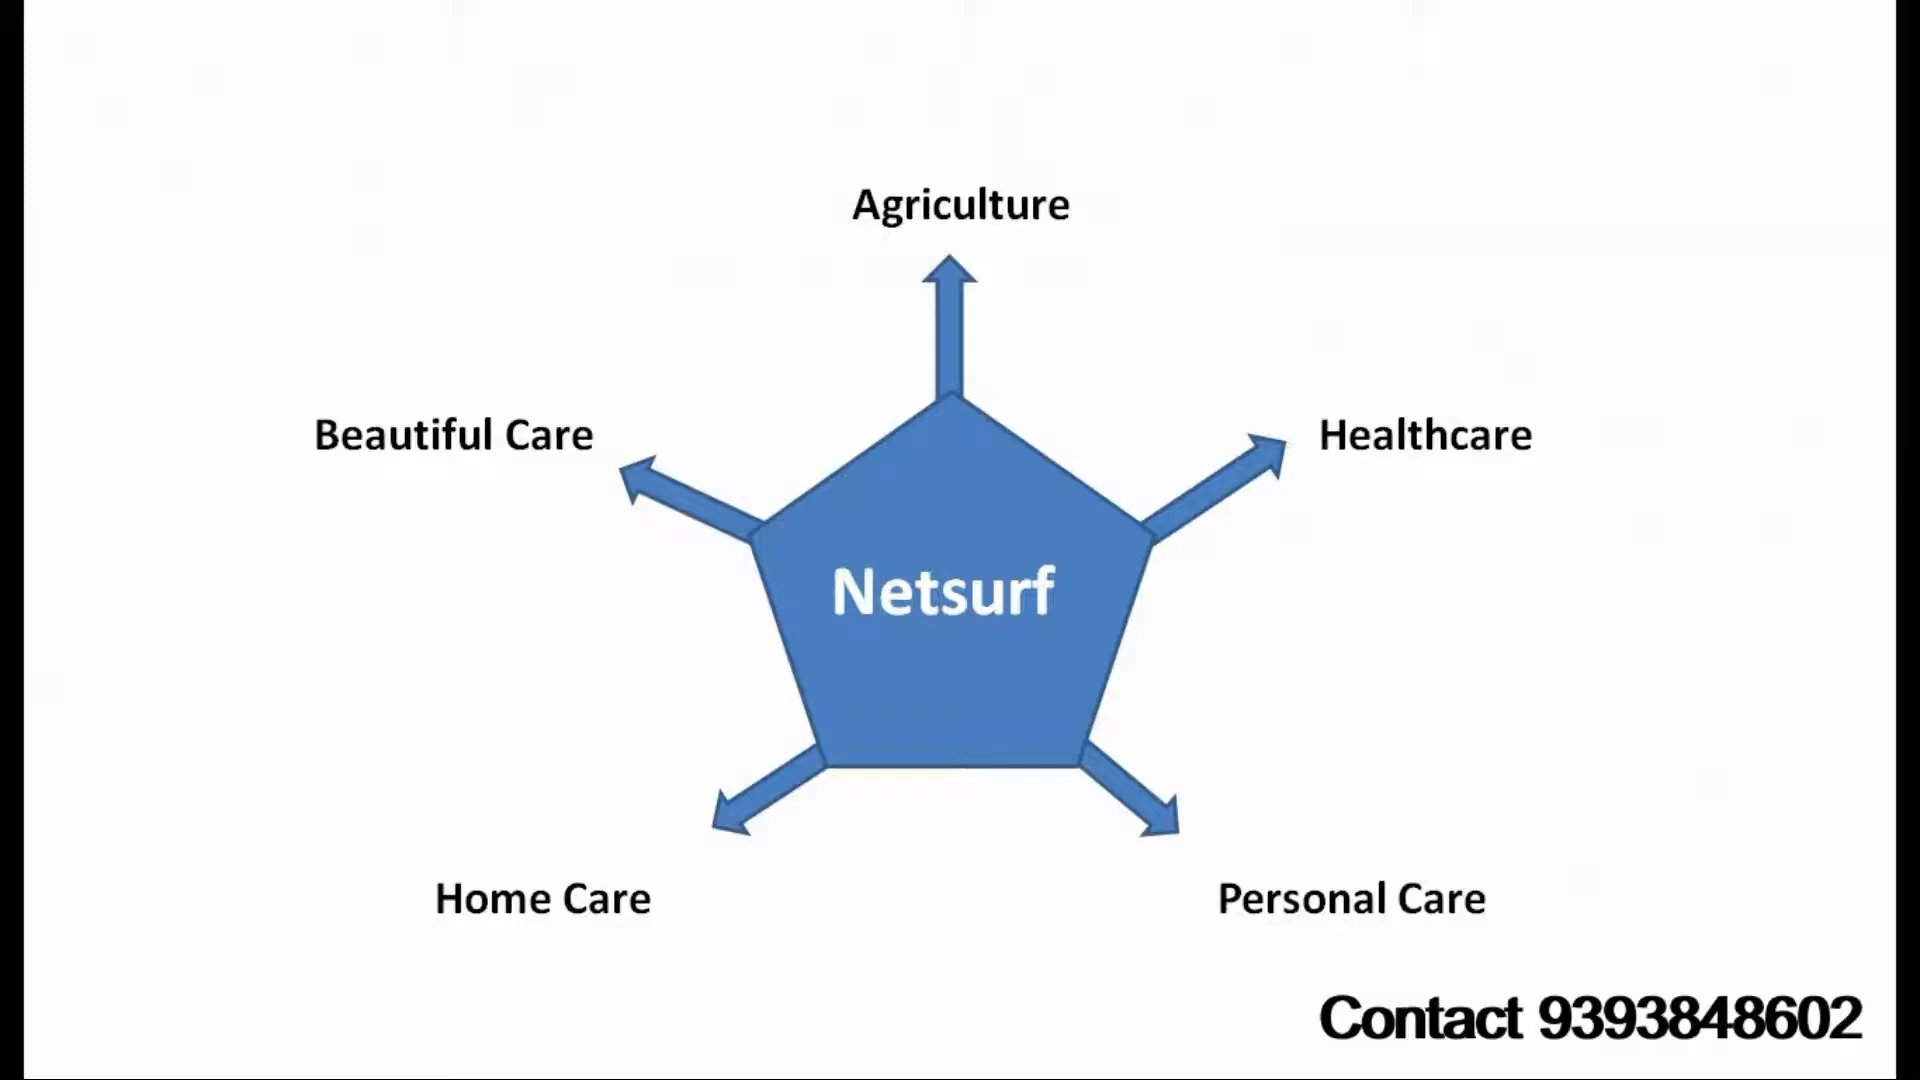 Agriculture
Beautiful Care
Healthcare
Netsurf
Home Care
Personal Care
Contact 9393848602